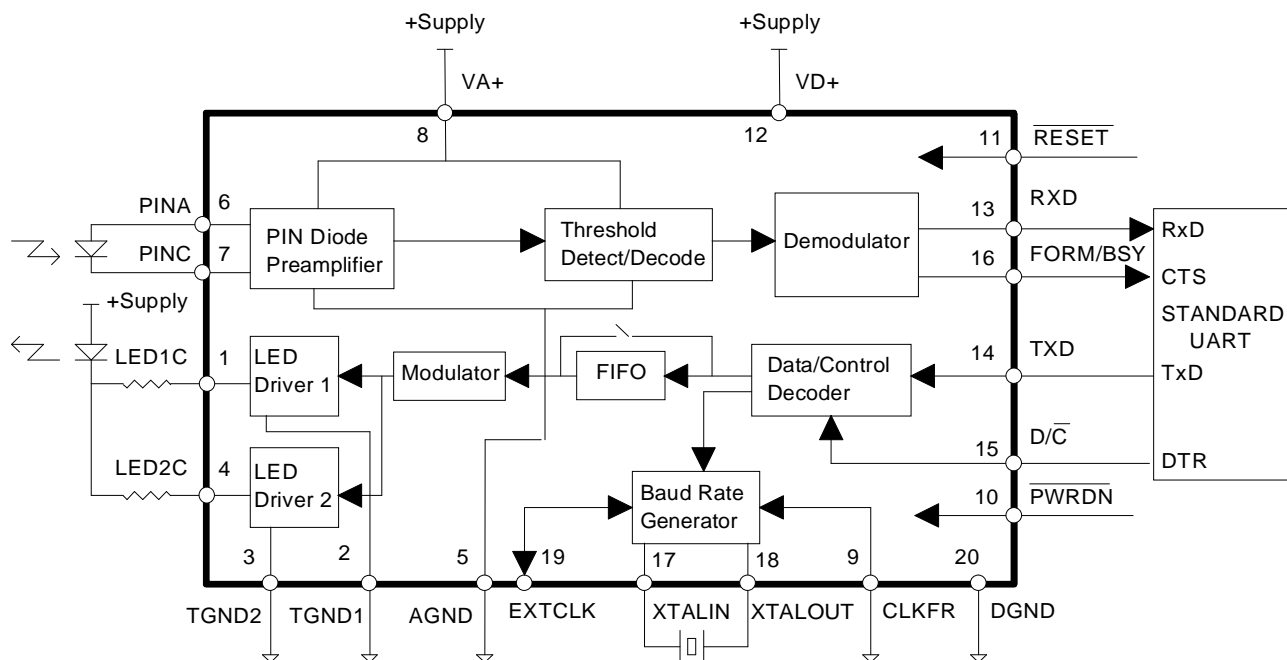 +Supply
+Supply
VA+
VD+
8
12
11
RESET
PINA
6
PINC
7
PIN Diode
Preamplifier
Threshold
Detect/Decode
Demodulator
13
RXD
16
FORM/BSY
RxD
CTS
STANDARD
UART
TxD
DTR
+Supply
LED1C
1
LED
Driver 1
Modulator
FIFO
Data/Control
Decoder
14
TXD
15
D/C̅
LED2C
4
LED
Driver 2
Baud Rate
Generator
10
PWRDN
3
2
5
19
17
18
9
20
TGND2
TGND1
AGND
EXTCLK
XTALIN
XTALOUT
CLKFR
DGND